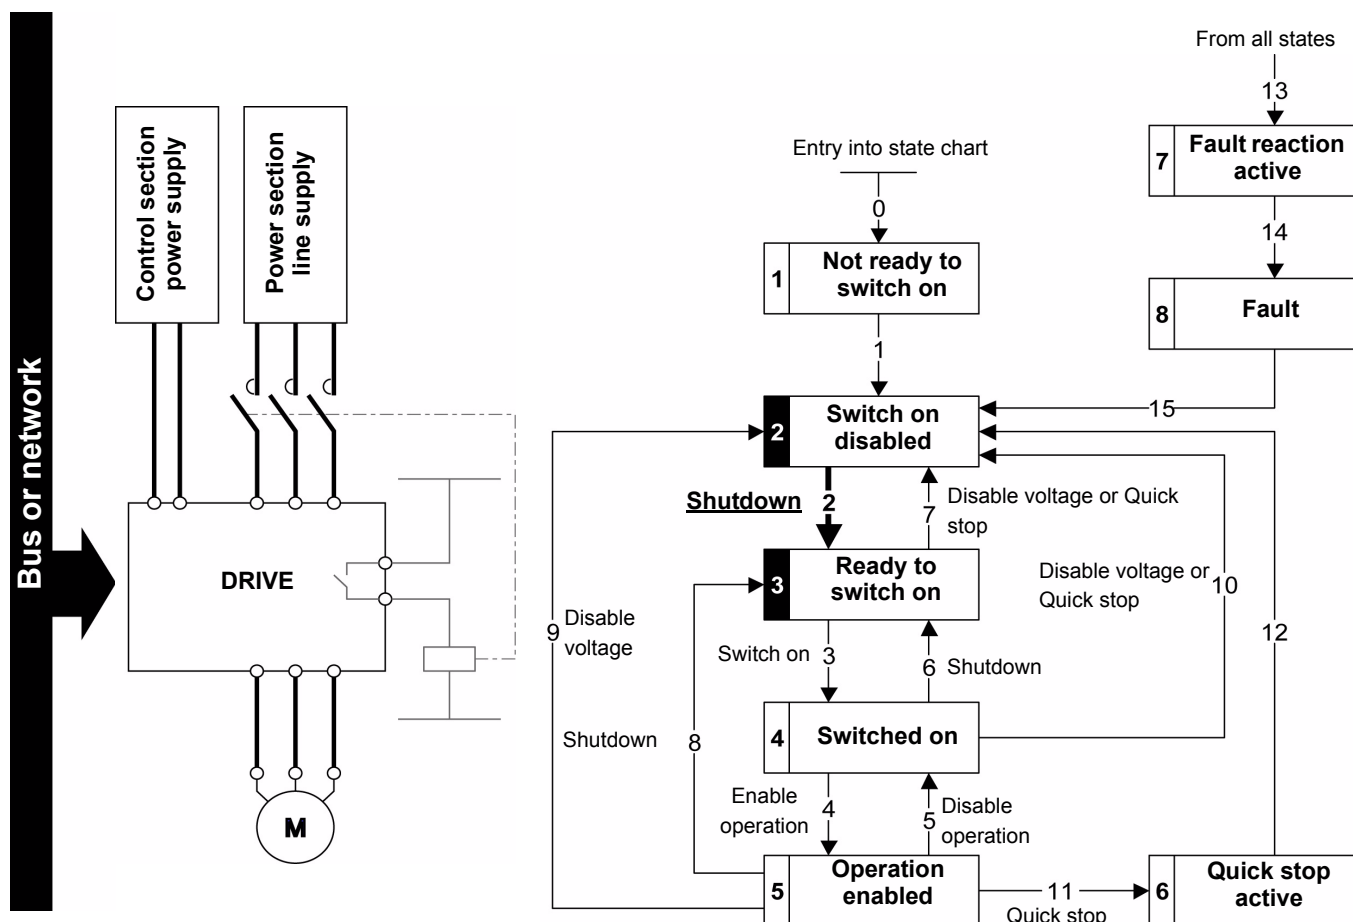 Bus or network
Control section
power supply
Power section
line supply
DRIVE
M
From all states
13
7
Fault reaction
active
14
8
Fault
15
Entry into state chart
0
1
Not ready to
switch on
1
2
Switch on
disabled
Shutdown
2
7
Disable voltage or Quick
stop
3
Ready to
switch on
Disable voltage or
Quick stop
10
12
9
Disable
voltage
Switch on
3
6
Shutdown
4
Switched on
Shutdown
8
Enable
operation
4
5
Disable
operation
5
Operation
enabled
11
Quick stop
6
Quick stop
active